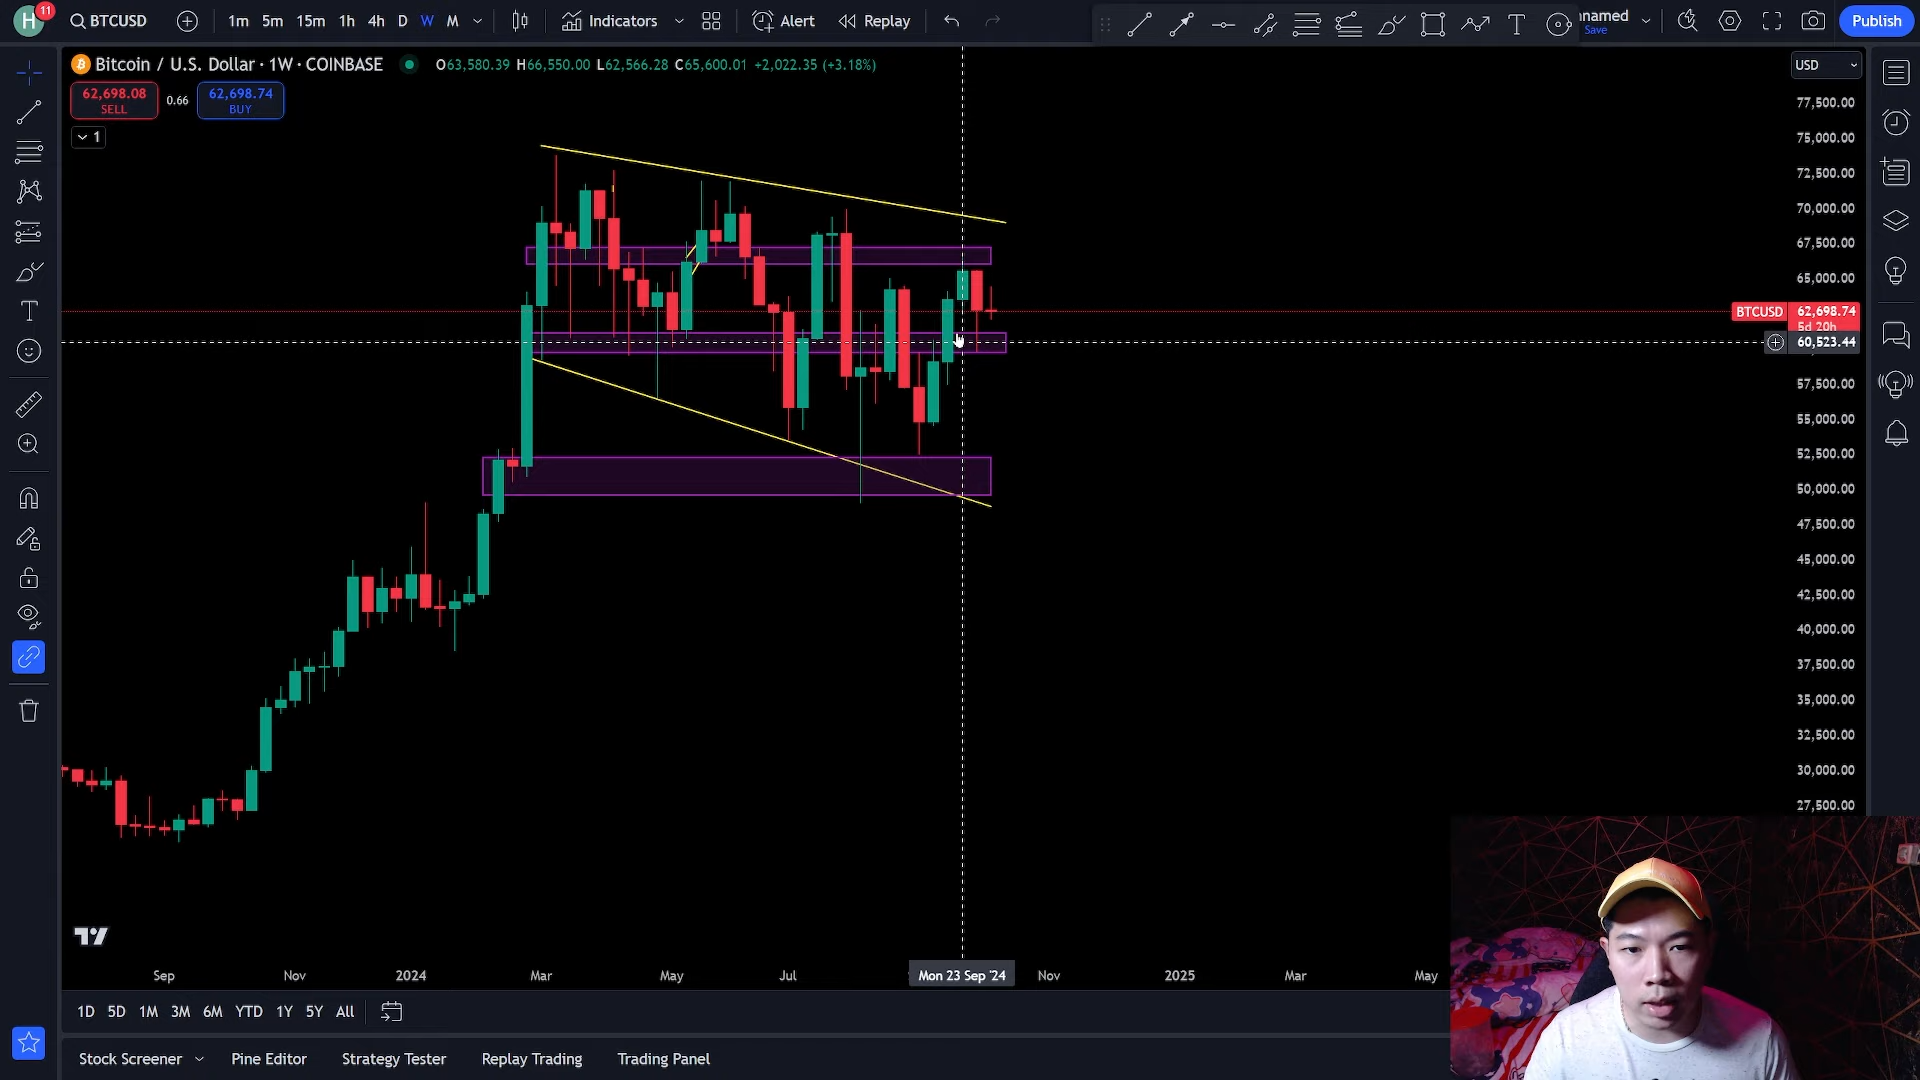 H
11
BTCUSD
1m 5m 15m 1h 4h D W M
Indicators
Alert
Replay
nnamed
Save
Publish
Bitcoin / U.S. Dollar · 1W · COINBASE
O63,580.39 H66,550.00 L62,566.28 C65,600.01 +2,022.35 (+3.18%)
62,698.08
SELL
0.66
62,698.74
BUY
1
USD
77,500.00
75,000.00
72,500.00
70,000.00
67,500.00
65,000.00
BTCUSD 62,698.74
5d 20h
60,523.44
57,500.00
55,000.00
52,500.00
50,000.00
47,500.00
45,000.00
42,500.00
40,000.00
37,500.00
35,000.00
32,500.00
30,000.00
27,500.00
Sep Nov 2024 Mar May Jul Mon 23 Sep '24 Nov 2025 Mar May
1D 5D 1M 3M 6M YTD 1Y 5Y All
Stock Screener Pine Editor Strategy Tester Replay Trading Trading Panel